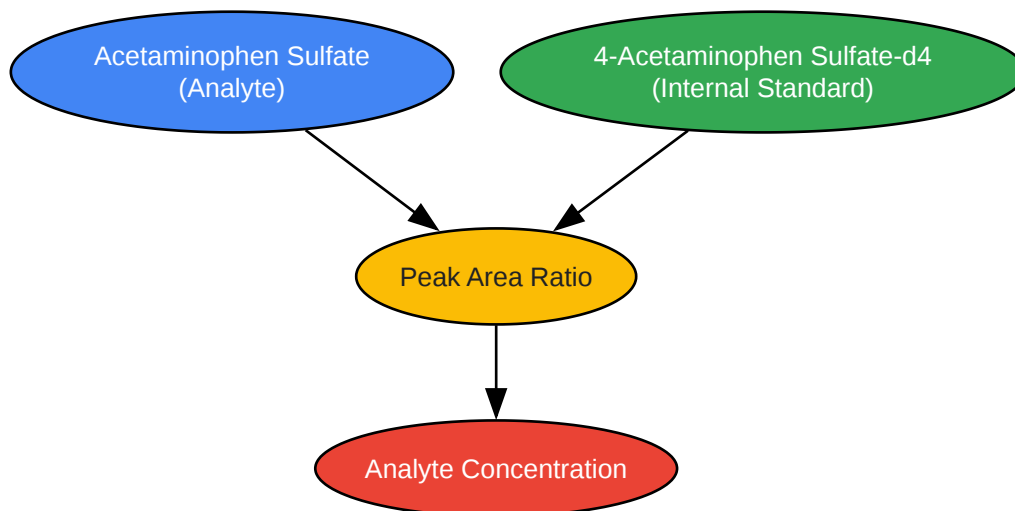 Acetaminophen Sulfate
(Analyte)
4-Acetaminophen Sulfate-d4
(Internal Standard)
Peak Area Ratio
Analyte Concentration